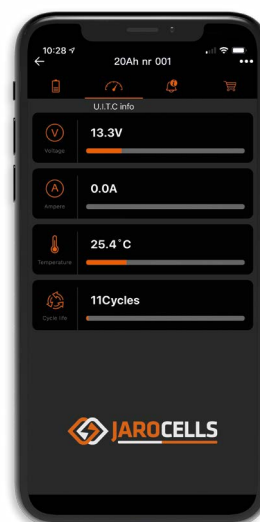 10:28
20Ah nr 001
U.I.T.C info
V
Voltage
13.3V
A
Ampere
0.0A
Temperature
25.4°C
Cycle life
11Cycles
JAROCELLS